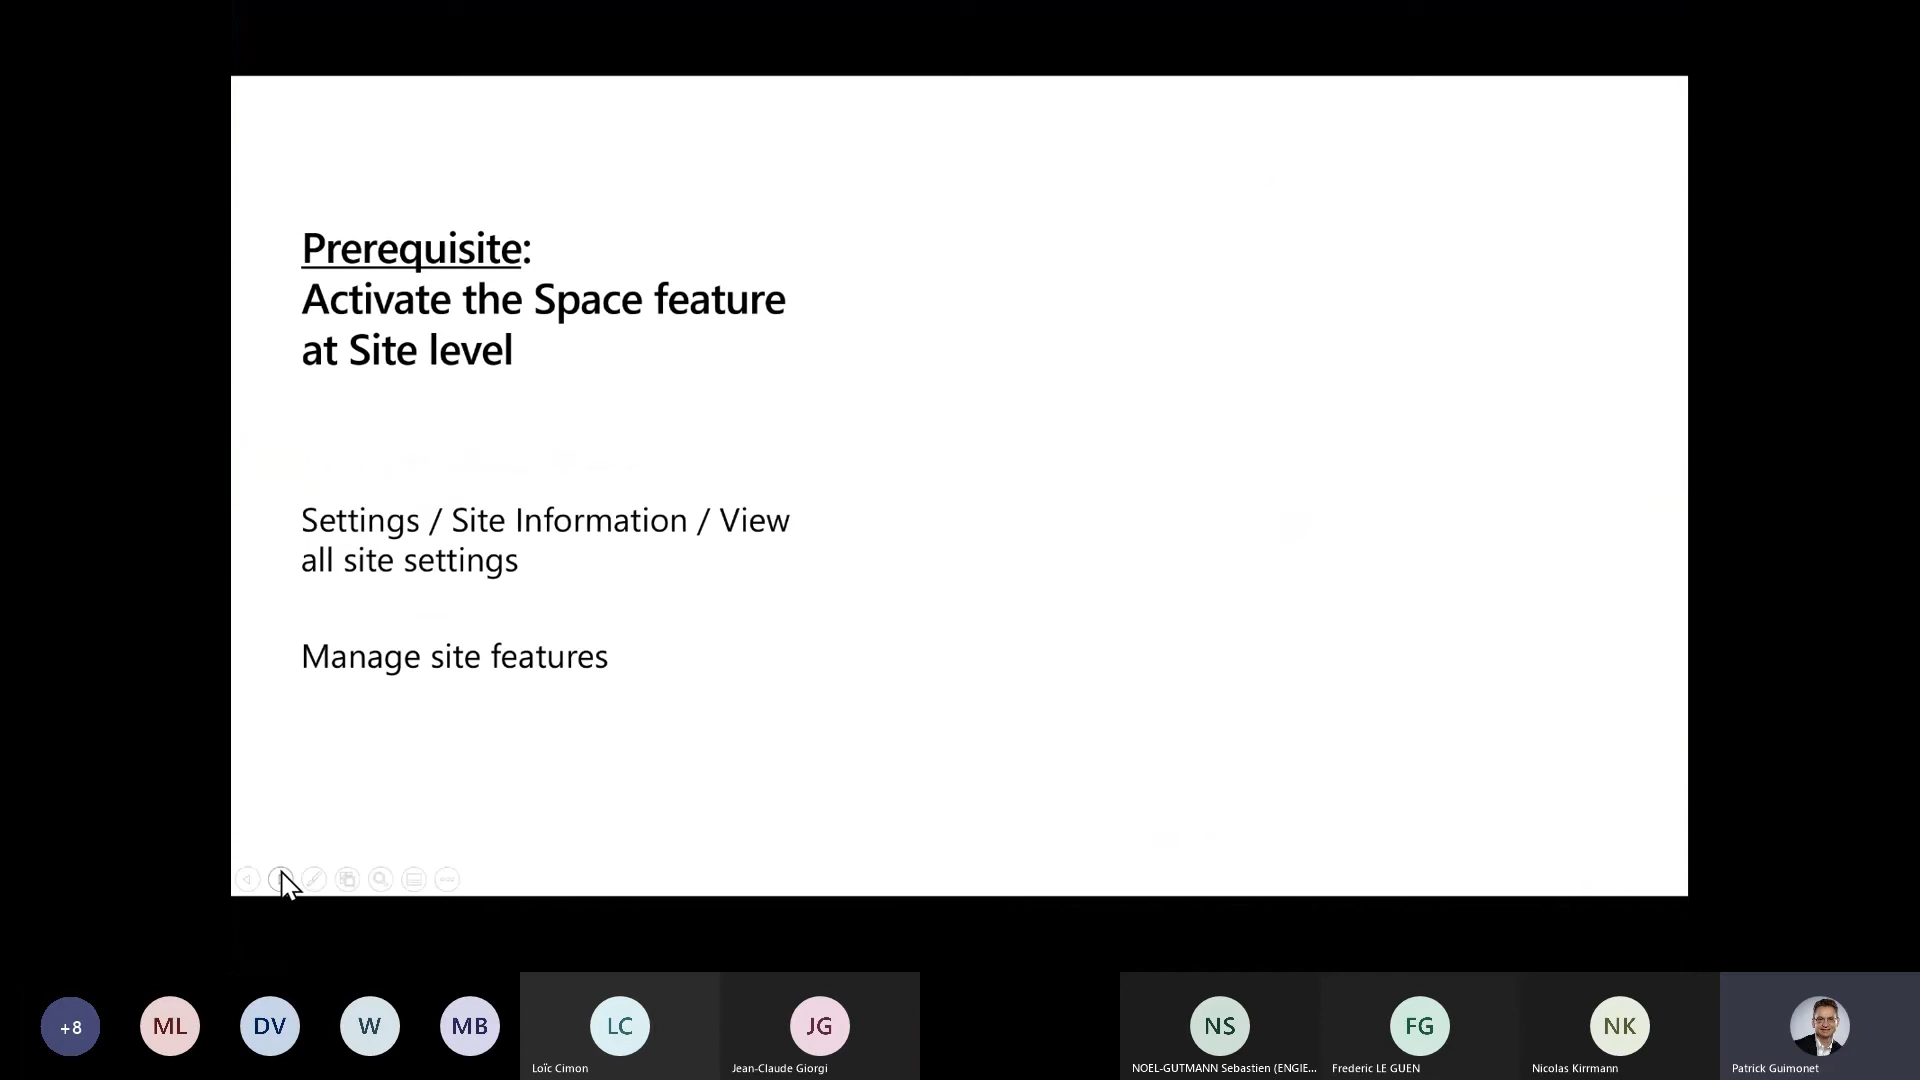 Prerequisite:
Activate the Space feature
at Site level
Settings / Site Information / View
all site settings
Manage site features
+8
ML
DV
W
MB
LC
Loïc Cimon
JG
Jean-Claude Giorgi
NS
NOEL-GUTMANN Sebastien (ENGIE...
FG
Frederic LE GUEN
NK
Nicolas Kirrmann
Patrick Guimonet